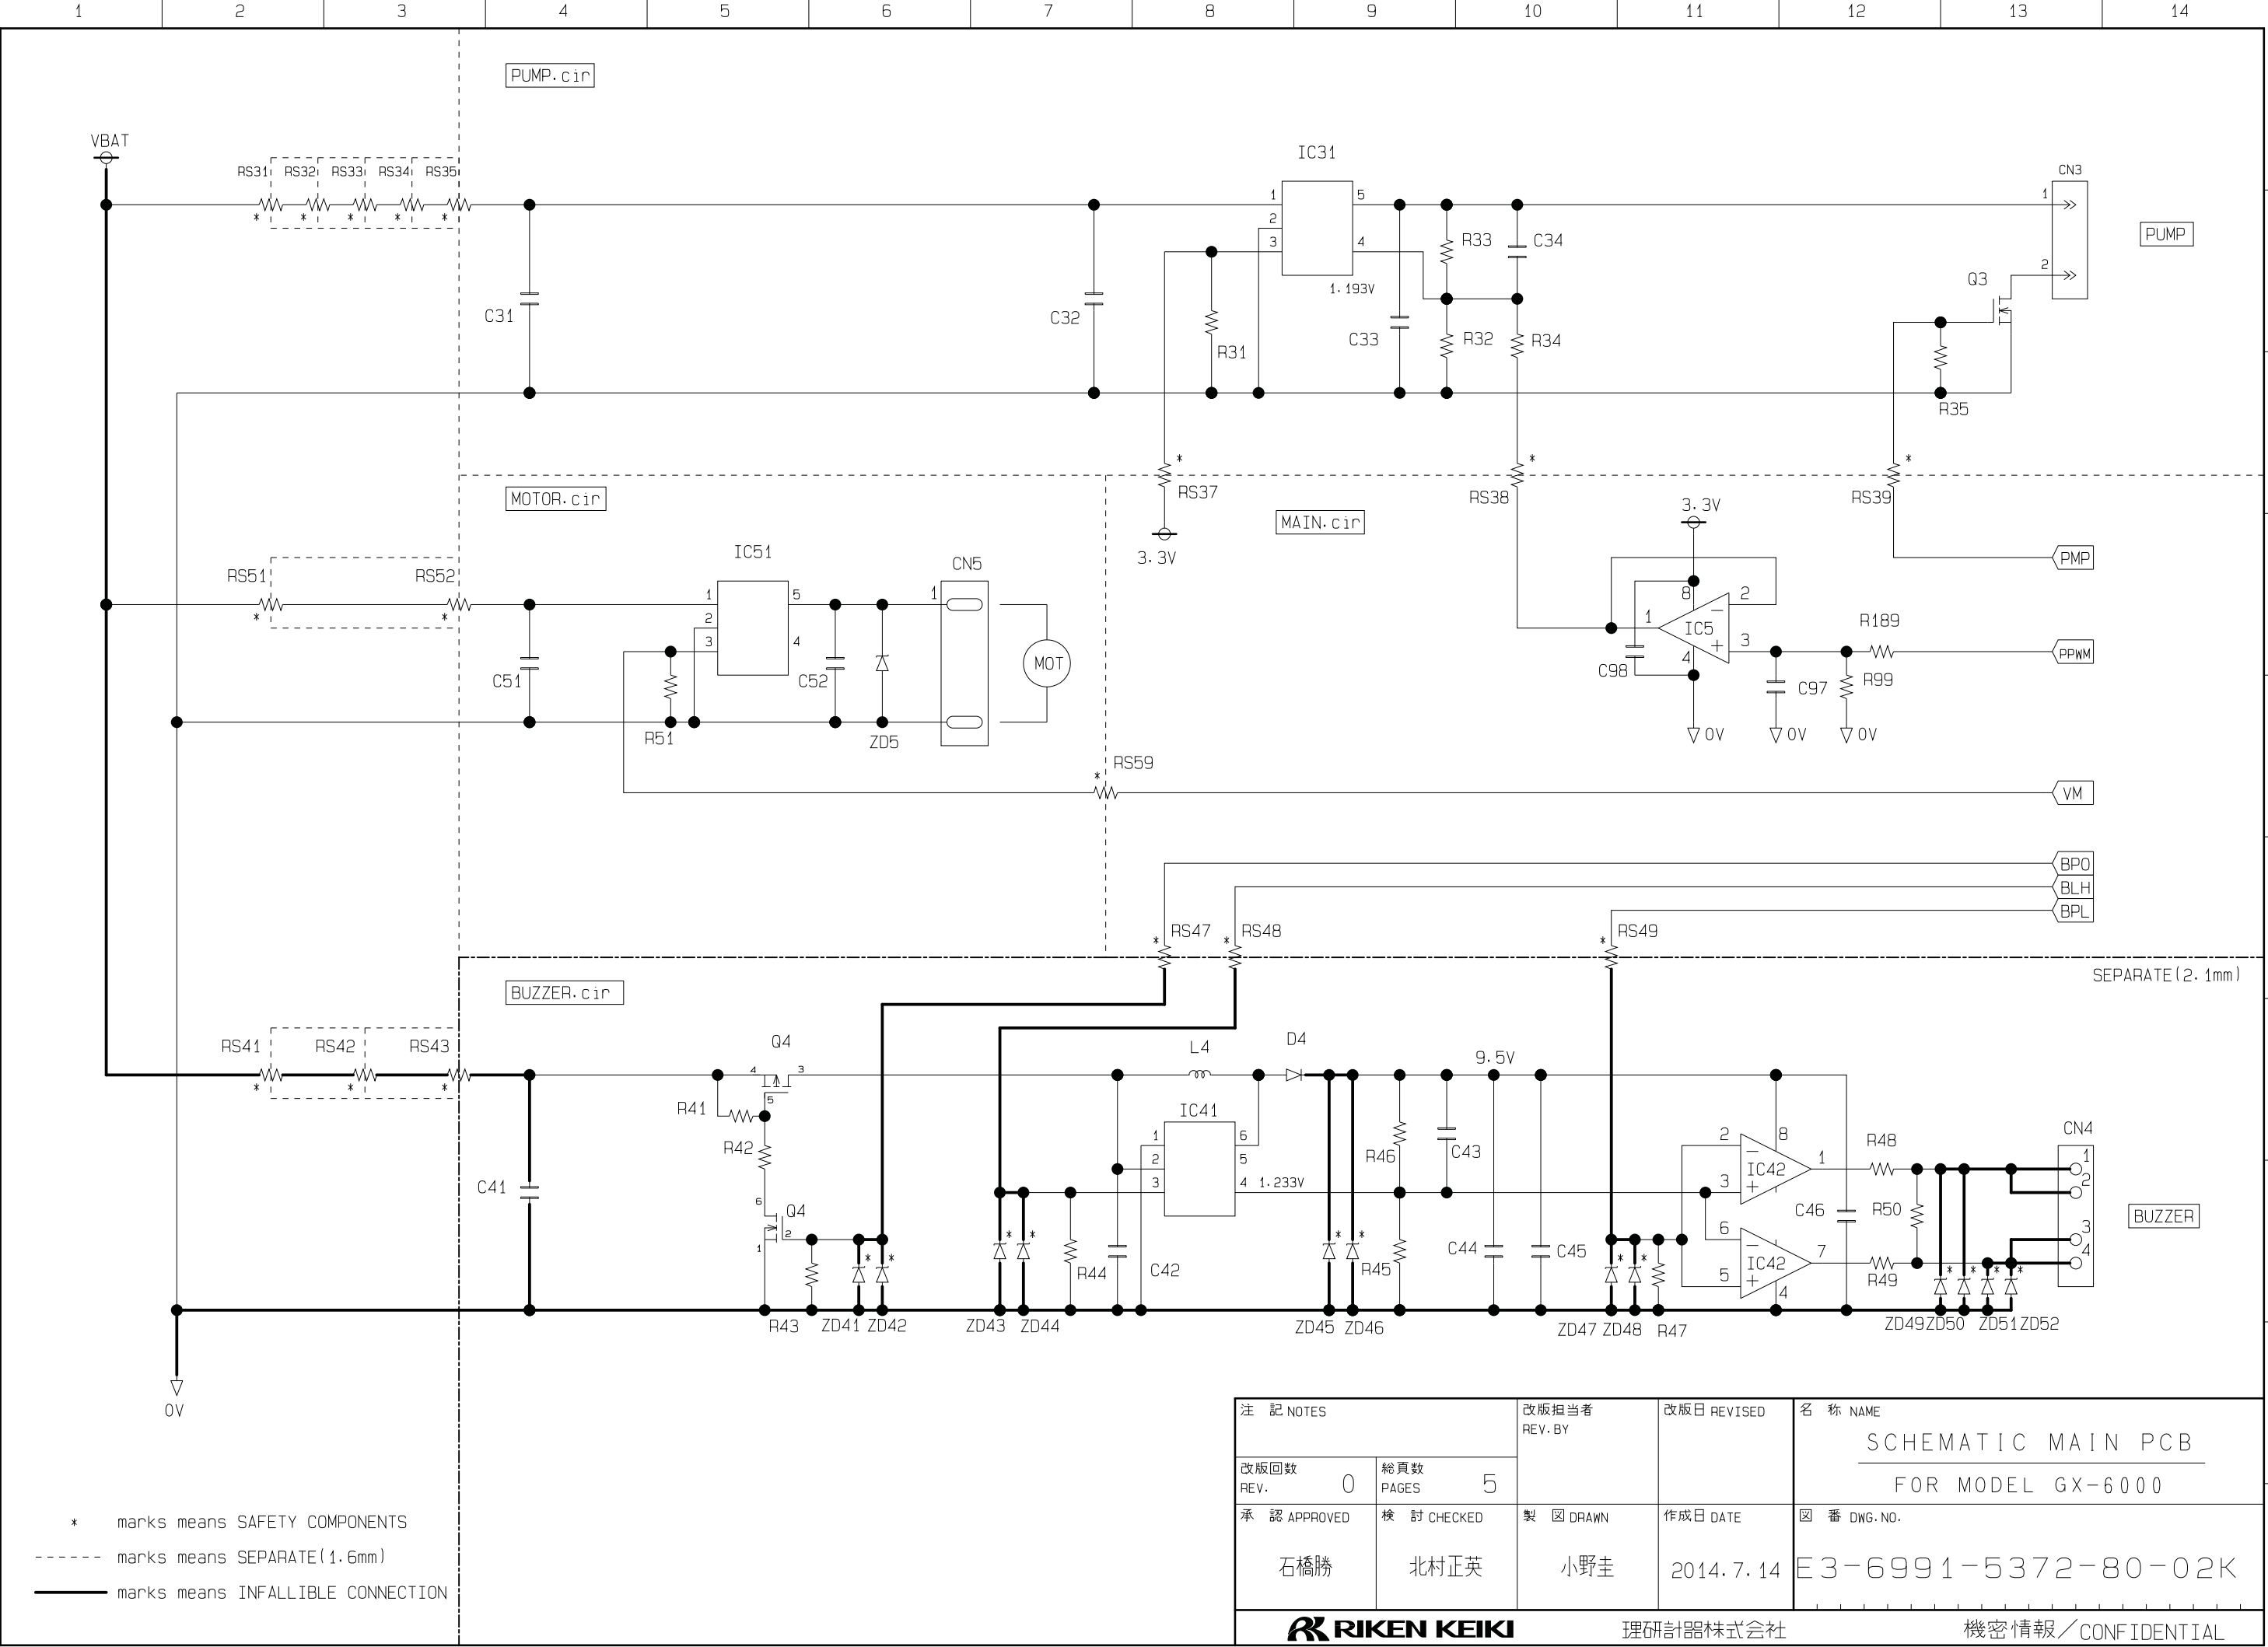 1 2 3 4 5 6 7 8 9 10 11 12 13 14
PUMP.cir
VBAT
RS31 RS32 RS33 RS34 RS35
* * * * *
IC31
1 5
2
3 4
1.193V
C31
C32
R31
C33
R33
C34
R32
R34
CN3
1
2
PUMP
Q3
R35
MOTOR.cir
* RS37
3.3V
MAIN.cir
* RS38
* RS39
3.3V
PMP
RS51 RS52
* *
IC51
1 5
2
3 4
CN5
1
MOT
C51
R51
C52
ZD5
8
1 IC5 − 2
+ 3
4
C98
R189
PPWM
C97
R99
0V 0V 0V
* RS59
VM
BPO
BLH
BPL
* RS47 * RS48 * RS49
SEPARATE(2.1mm)
BUZZER.cir
RS41 RS42 RS43
* * *
Q4
4 3
5
R41
R42
L4
D4
9.5V
IC41
1 6
2 5
3 4 1.233V
C41
6
Q4
2
1
R43
* *
ZD41 ZD42
* *
ZD43 ZD44
R44
C42
* *
ZD45 ZD46
R46
C43
R45
C44
C45
* *
ZD47 ZD48
R47
2 − 8
IC42 1
3 +
6 −
IC42 7
5 + 4
C46
R48
R50
R49
* * * *
ZD49 ZD50 ZD51 ZD52
CN4
1
2
3
4
BUZZER
0V
* marks means SAFETY COMPONENTS
------ marks means SEPARATE(1.6mm)
marks means INFALLIBLE CONNECTION
注 記 NOTES
改版担当者
REV.BY
改版日 REVISED
名 称 NAME
SCHEMATIC MAIN PCB
FOR MODEL GX-6000
改版回数
REV. 0
総頁数
PAGES 5
承 認 APPROVED
石橋勝
検 討 CHECKED
北村正英
製 図 DRAWN
小野圭
作成日 DATE
2014.7.14
図 番 DWG.NO.
E3-6991-5372-80-02K
RIKEN KEIKI
理研計器株式会社
機密情報／CONFIDENTIAL